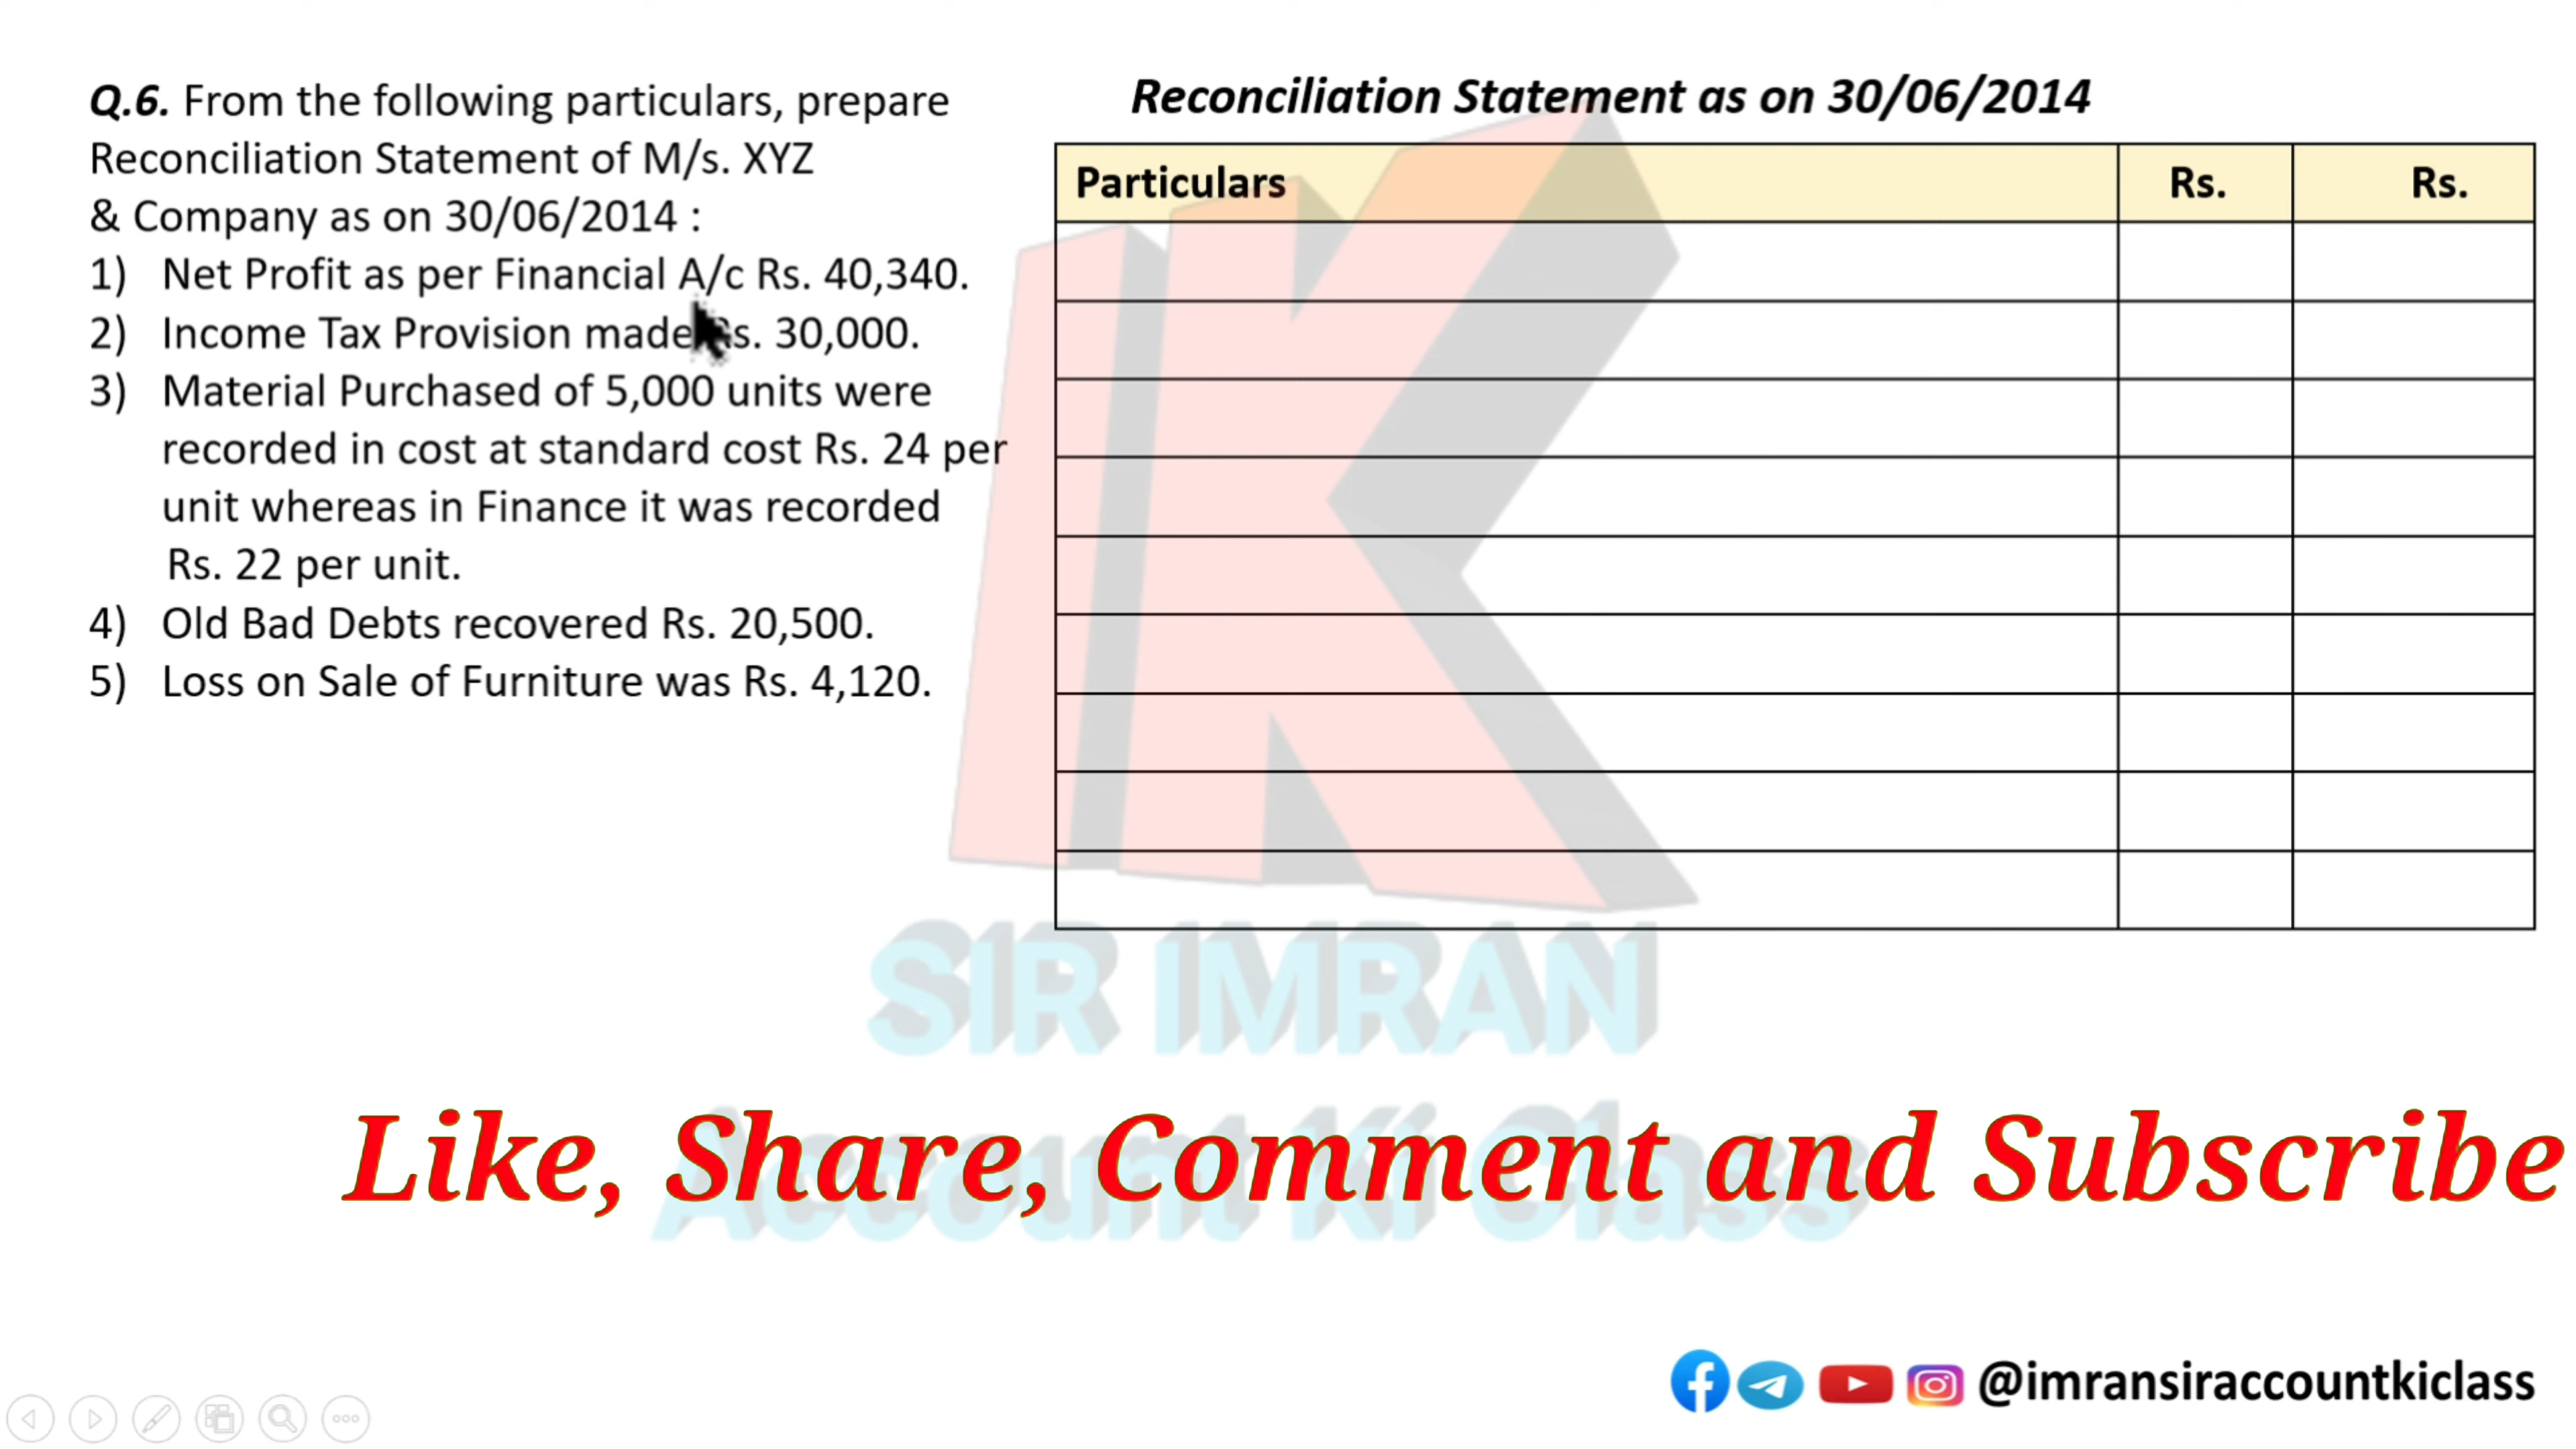 Q.6. From the following particulars, prepare
Reconciliation Statement of M/s. XYZ
& Company as on 30/06/2014 :
1) Net Profit as per Financial A/c Rs. 40,340.
2) Income Tax Provision made Rs. 30,000.
3) Material Purchased of 5,000 units were
recorded in cost at standard cost Rs. 24 per
unit whereas in Finance it was recorded
Rs. 22 per unit.
4) Old Bad Debts recovered Rs. 20,500.
5) Loss on Sale of Furniture was Rs. 4,120.
Reconciliation Statement as on 30/06/2014
Particulars Rs. Rs.
IK
SIR IMRAN
Account Ki Class
Like, Share, Comment and Subscribe
@imransiraccountkiclass